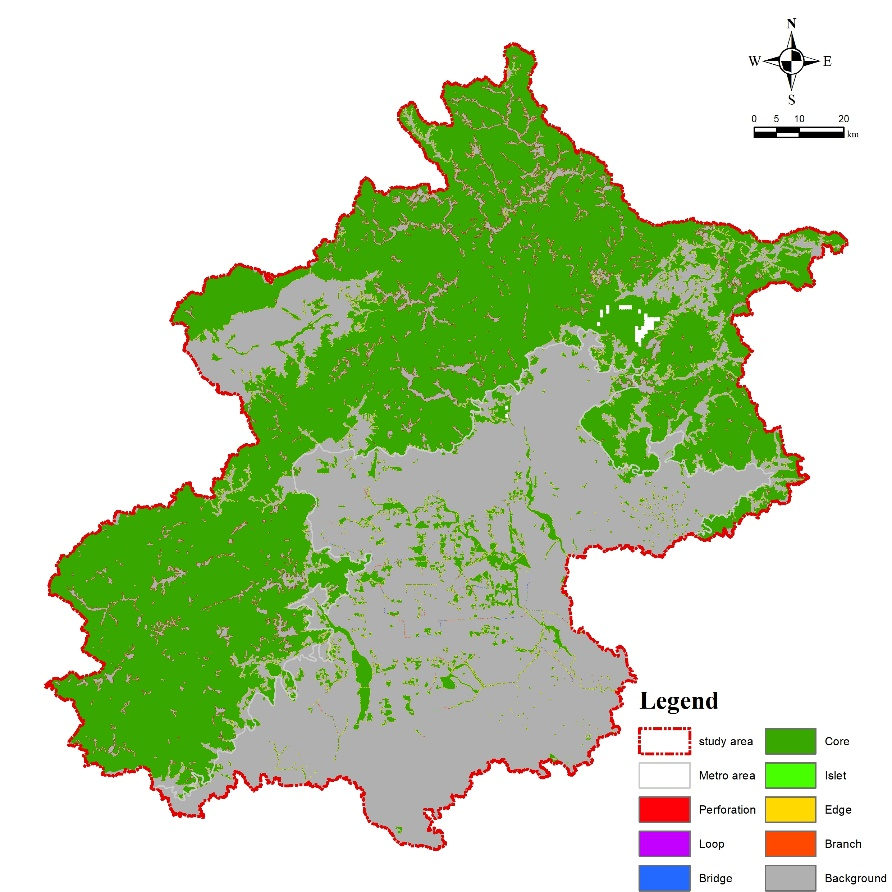 N
W E
S
0 5 10 20
km
Legend
study area Core
Metro area Islet
Perforation Edge
Loop Branch
Bridge Background